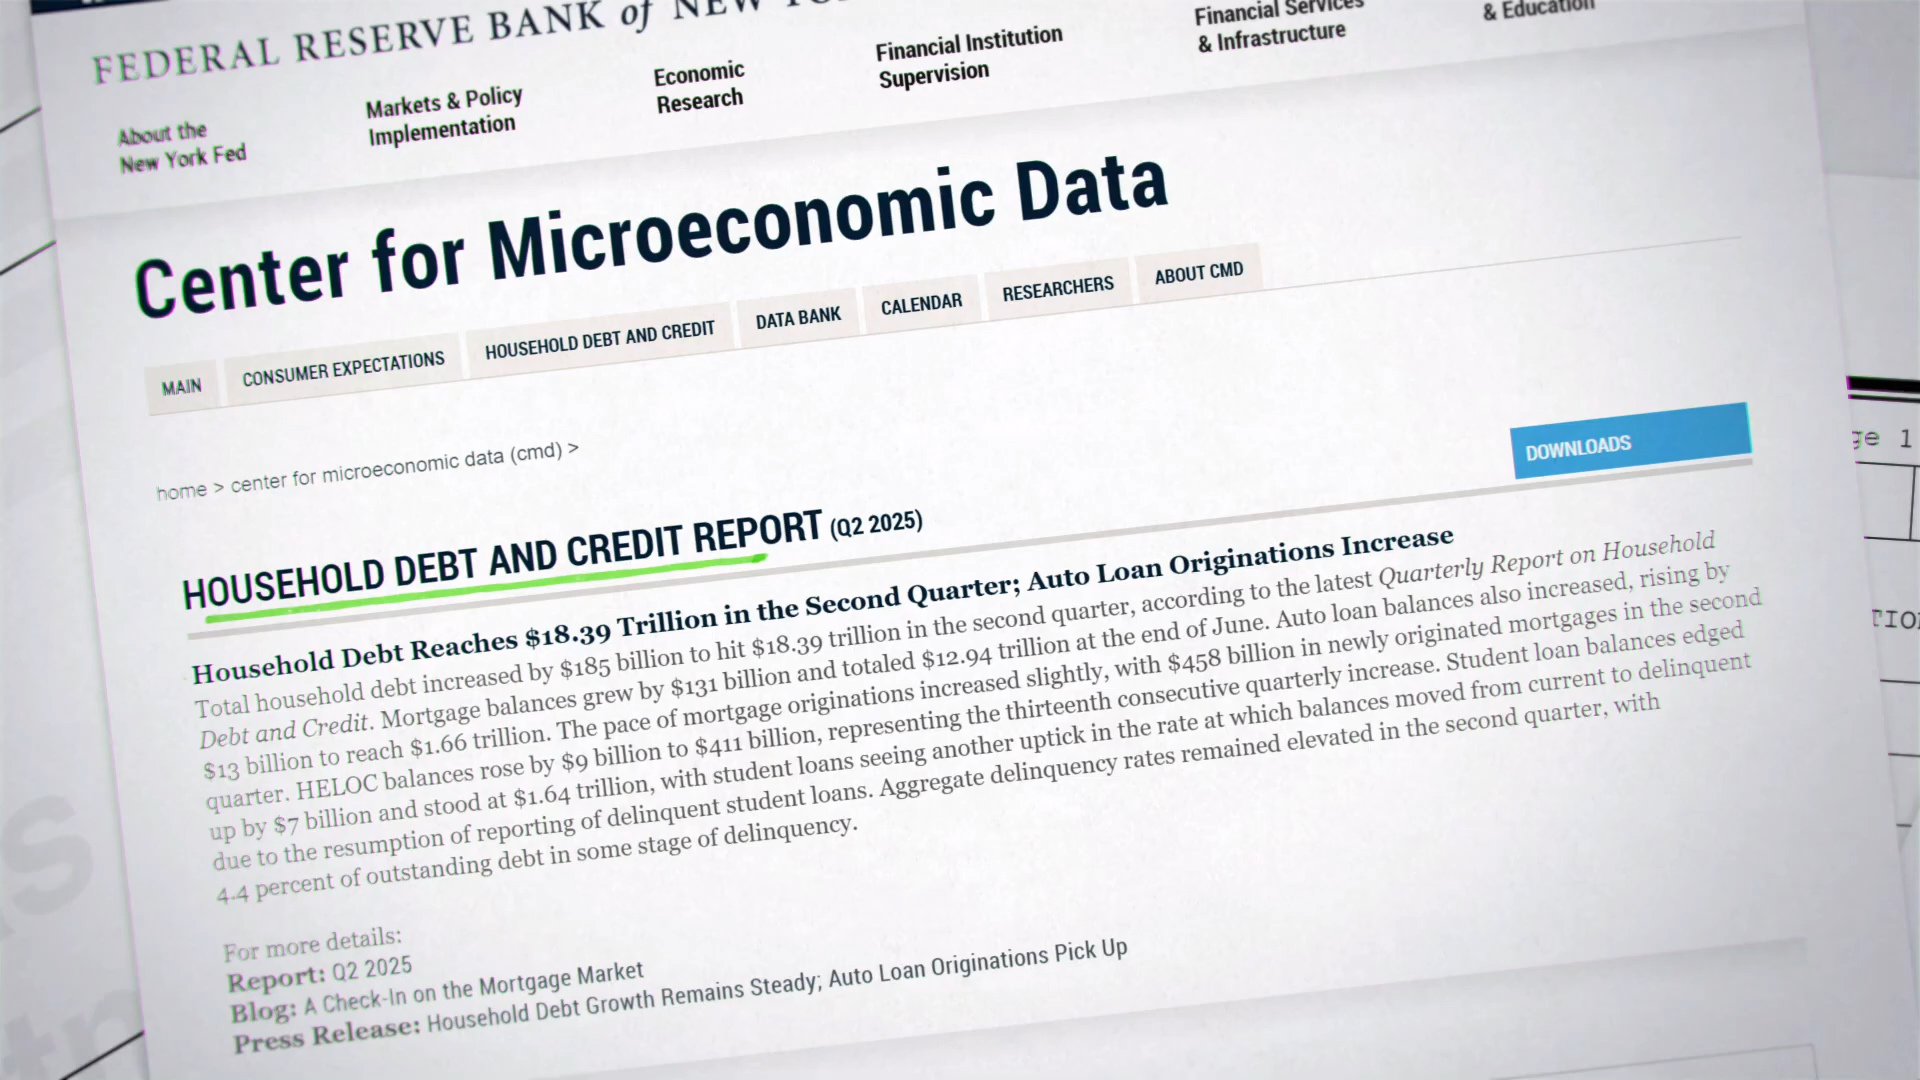 FEDERAL RESERVE BANK of NEW
About the
New York Fed
Markets & Policy
Implementation
Economic
Research
Financial Institution
Supervision
Financial Services
& Infrastructure
& Education
Center for Microeconomic Data
MAIN
CONSUMER EXPECTATIONS
HOUSEHOLD DEBT AND CREDIT
DATA BANK
CALENDAR
RESEARCHERS
ABOUT CMD
home > center for microeconomic data (cmd) >
DOWNLOADS
HOUSEHOLD DEBT AND CREDIT REPORT (Q2 2025)
Household Debt Reaches $18.39 Trillion in the Second Quarter; Auto Loan Originations Increase
Total household debt increased by $185 billion to hit $18.39 trillion in the second quarter, according to the latest Quarterly Report on Household
Debt and Credit. Mortgage balances grew by $131 billion and totaled $12.94 trillion at the end of June. Auto loan balances also increased, rising by
$13 billion to reach $1.66 trillion. The pace of mortgage originations increased slightly, with $458 billion in newly originated mortgages in the second
quarter. HELOC balances rose by $9 billion to $411 billion, representing the thirteenth consecutive quarterly increase. Student loan balances edged
up by $7 billion and stood at $1.64 trillion, with student loans seeing another uptick in the rate at which balances moved from current to delinquent
due to the resumption of reporting of delinquent student loans. Aggregate delinquency rates remained elevated in the second quarter, with
4.4 percent of outstanding debt in some stage of delinquency.
For more details:
Report: Q2 2025
Blog: A Check-In on the Mortgage Market
Press Release: Household Debt Growth Remains Steady; Auto Loan Originations Pick Up